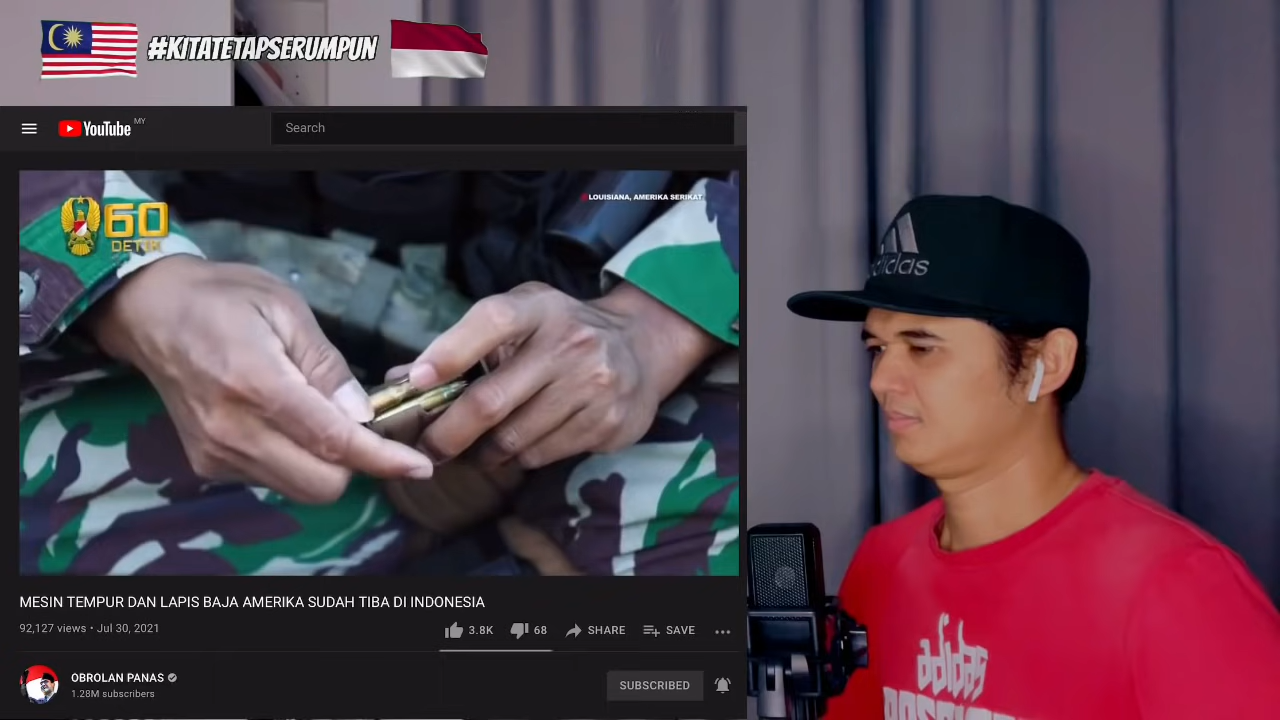 #KITATETAPSERUMPUN
YouTube MY
Search
60
DETIK
LOUISIANA, AMERIKA SERIKAT
adidas
MESIN TEMPUR DAN LAPIS BAJA AMERIKA SUDAH TIBA DI INDONESIA
92,127 views • Jul 30, 2021
3.8K
68
SHARE
SAVE
OBROLAN PANAS
1.28M subscribers
SUBSCRIBED
adidas